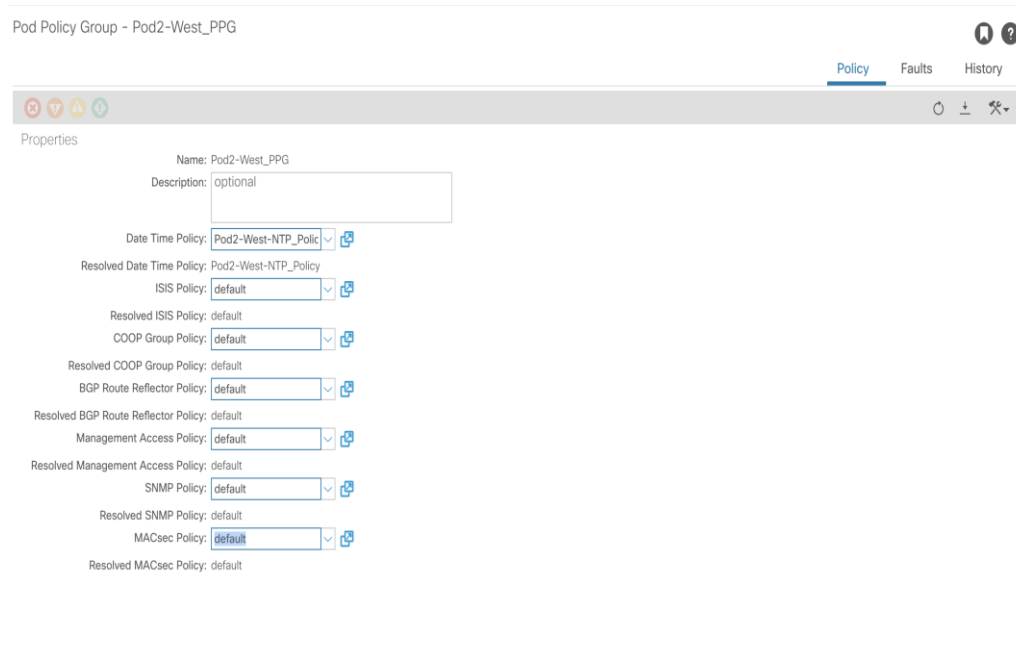 Pod Policy Group - Pod2-West_PPG
?
Policy Faults History
Properties
Name: Pod2-West_PPG
Description: optional
Date Time Policy: Pod2-West-NTP_Polic
Resolved Date Time Policy: Pod2-West-NTP_Policy
ISIS Policy: default
Resolved ISIS Policy: default
COOP Group Policy: default
Resolved COOP Group Policy: default
BGP Route Reflector Policy: default
Resolved BGP Route Reflector Policy: default
Management Access Policy: default
Resolved Management Access Policy: default
SNMP Policy: default
Resolved SNMP Policy: default
MACsec Policy: default
Resolved MACsec Policy: default